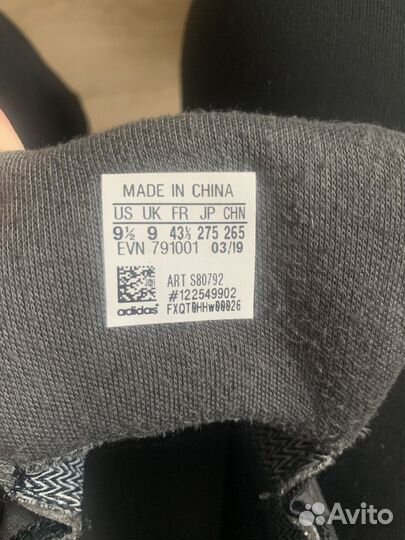 MADE IN CHINA
US UK FR JP CHN
9½ 9 43⅓ 275 265
EVN 791001 03/19
ART S80792
#122549902
adidas FXQT0HHw00026
Avito